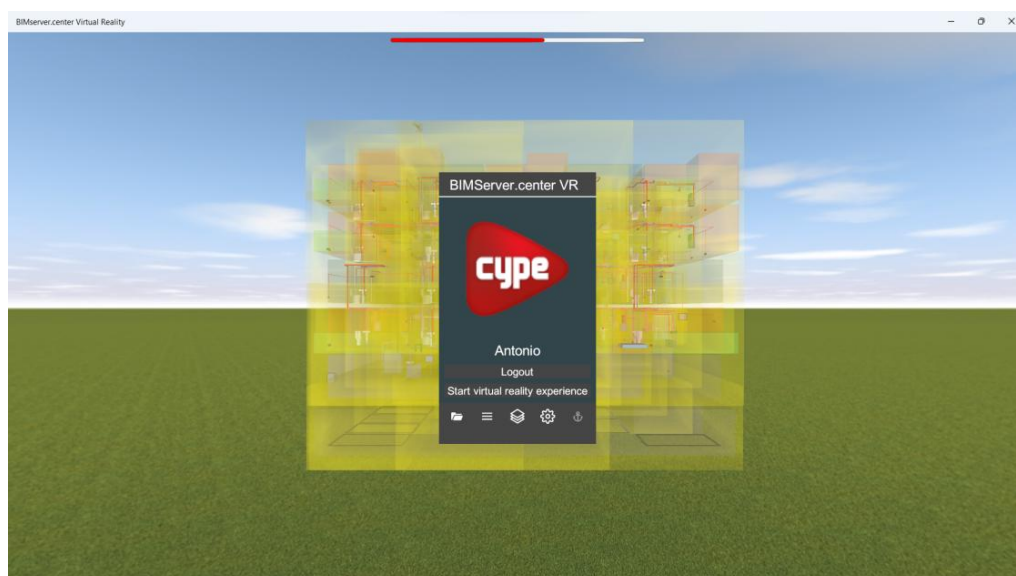 BIMserver.center Virtual Reality
BIMServer.center VR
cype
Antonio
Logout
Start virtual reality experience